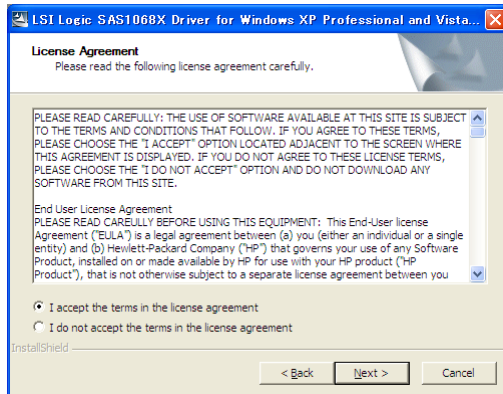 LSI Logic SAS1068X Driver for Windows XP Professional and Vista...
License Agreement
Please read the following license agreement carefully.
PLEASE READ CAREFULLY: THE USE OF SOFTWARE AVAILABLE AT THIS SITE IS SUBJECT
TO THE TERMS AND CONDITIONS THAT FOLLOW. IF YOU AGREE TO THESE TERMS,
PLEASE CHOOSE THE "I ACCEPT" OPTION LOCATED ADJACENT TO THE SCREEN WHERE
THIS AGREEMENT IS DISPLAYED. IF YOU DO NOT AGREE TO THESE LICENSE TERMS,
PLEASE CHOOSE THE "I DO NOT ACCEPT" OPTION AND DO NOT DOWNLOAD ANY
SOFTWARE FROM THIS SITE.
End User License Agreement
PLEASE READ CAREULLY BEFORE USING THIS EQUIPMENT: This End-User license
Agreement ("EULA") is a legal agreement between (a) you (either an individual or a single
entity) and (b) Hewlett-Packard Company ("HP") that governs your use of any Software
Product, installed on or made available by HP for use with your HP product ("HP
Product"), that is not otherwise subject to a separate license agreement between you
I accept the terms in the license agreement
I do not accept the terms in the license agreement
InstallShield
< Back
Next >
Cancel